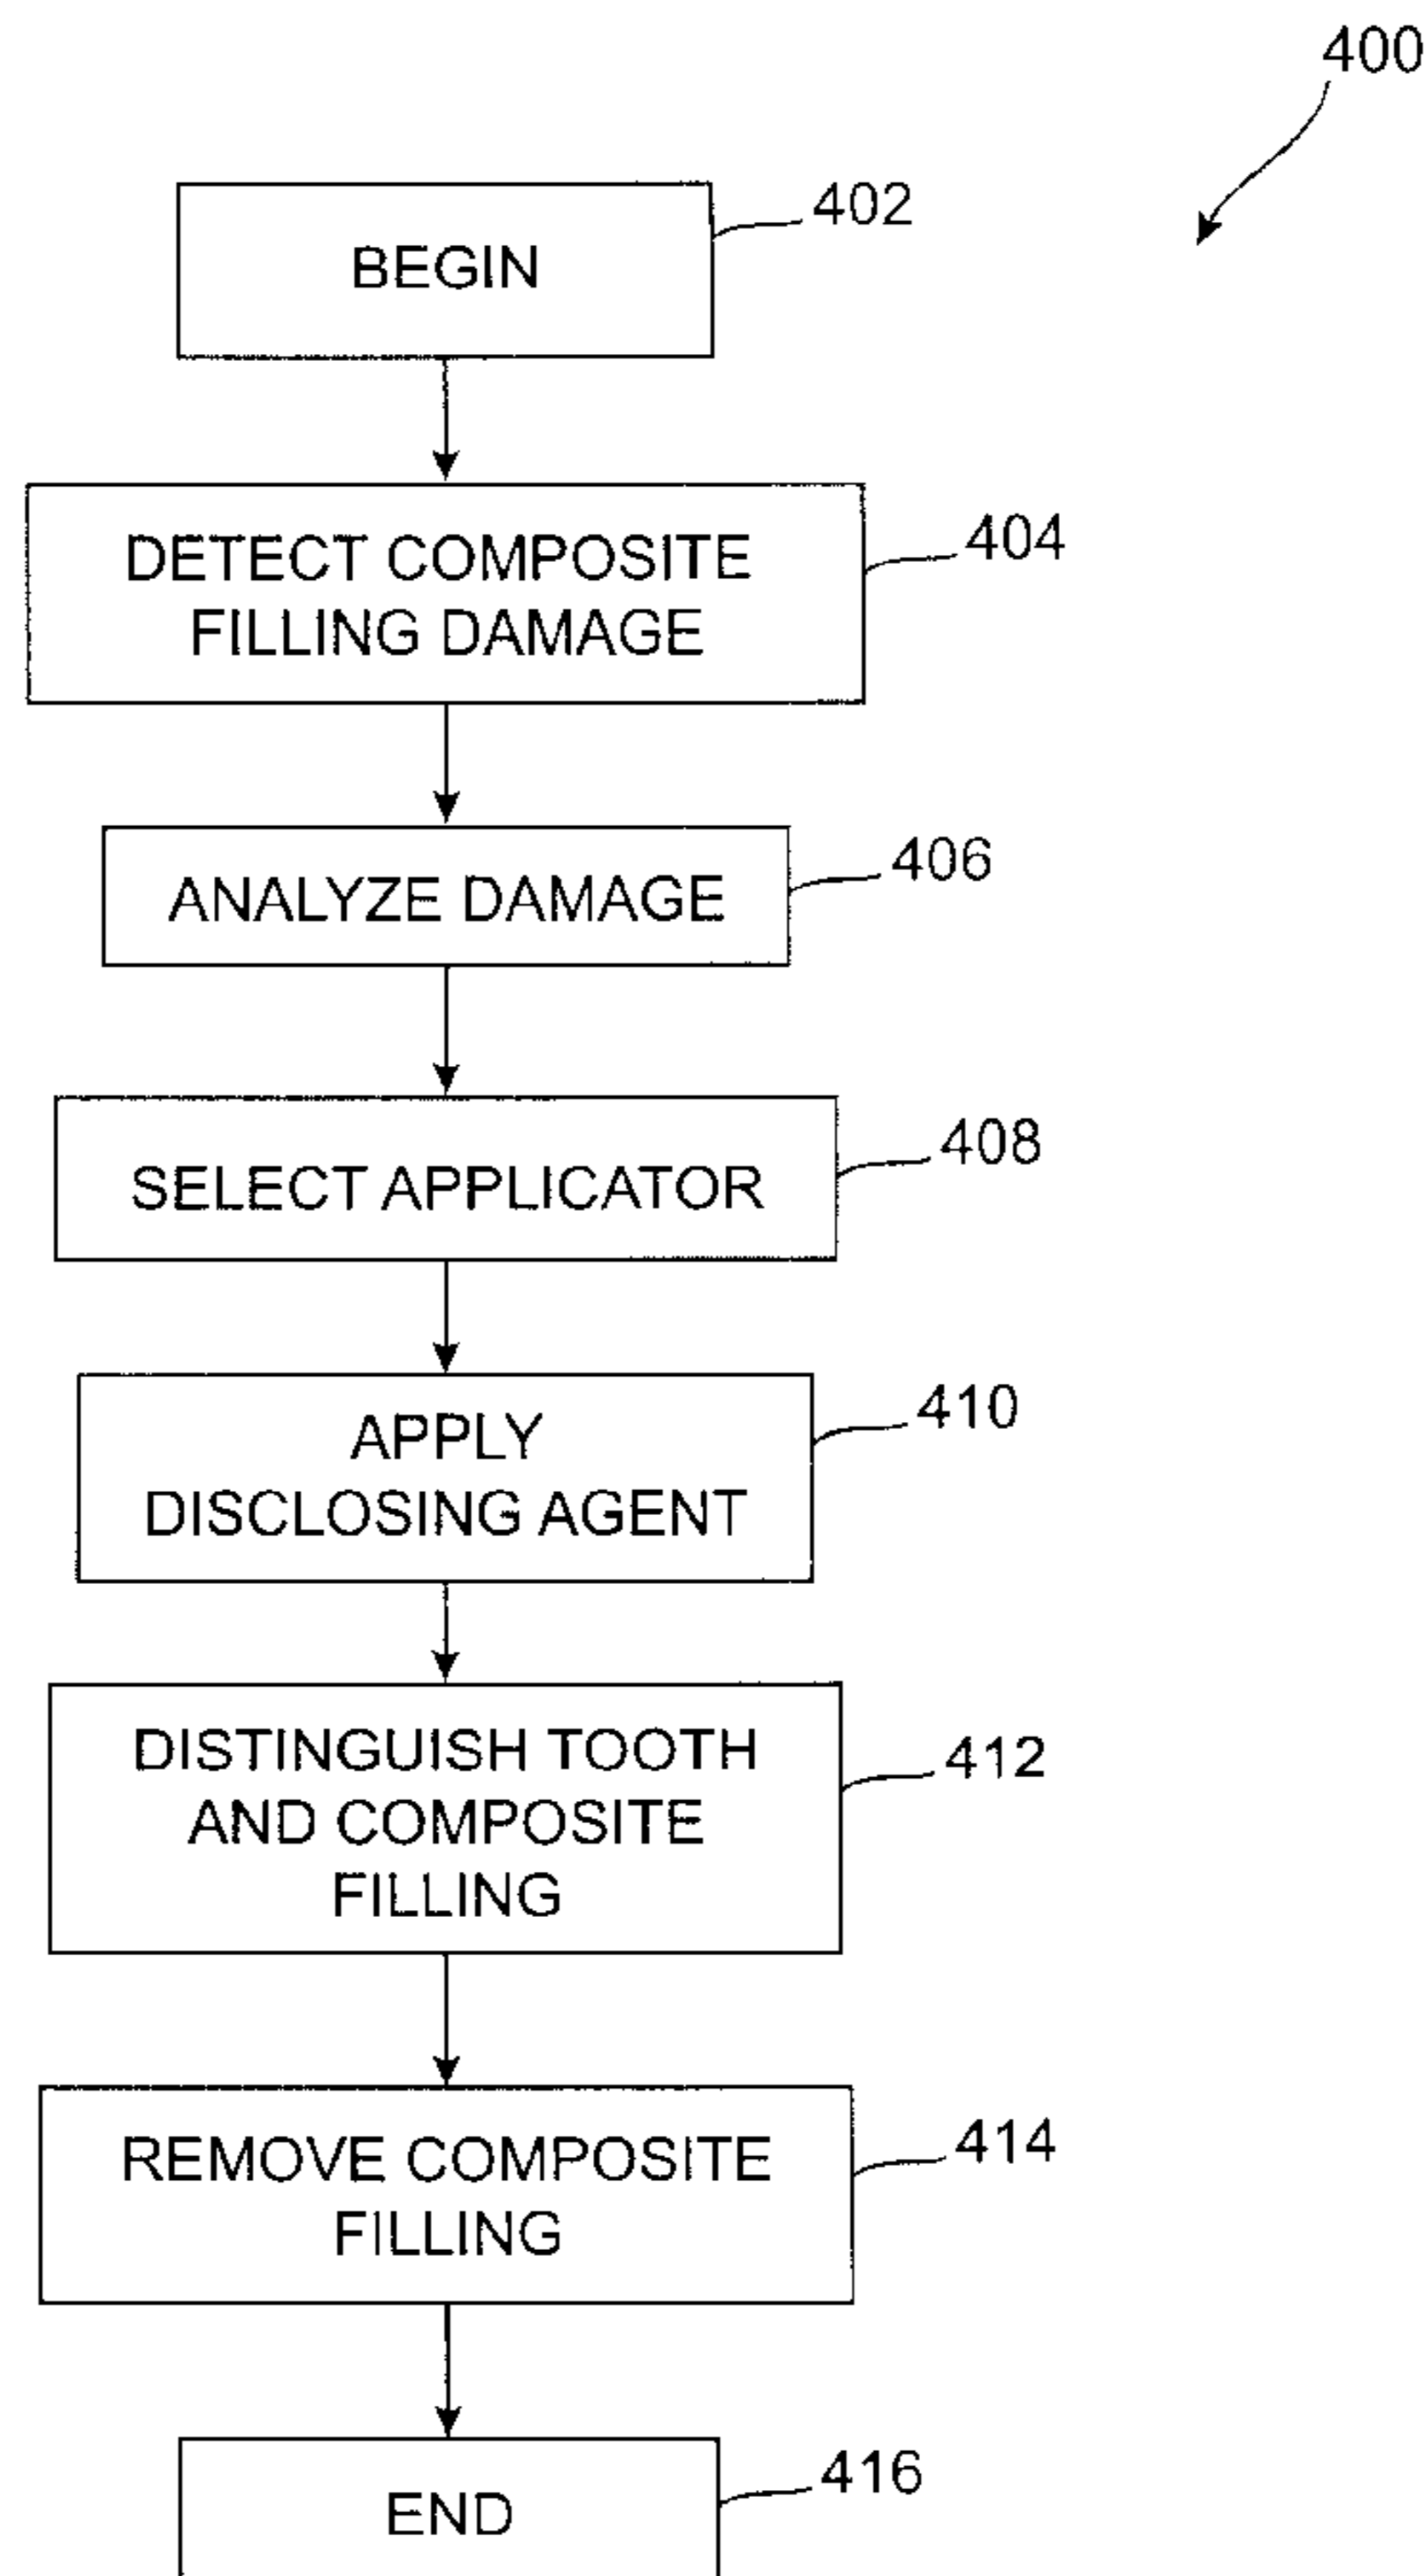 400
402
BEGIN
404
DETECT COMPOSITE
FILLING DAMAGE
406
ANALYZE DAMAGE
408
SELECT APPLICATOR
410
APPLY
DISCLOSING AGENT
412
DISTINGUISH TOOTH
AND COMPOSITE
FILLING
414
REMOVE COMPOSITE
FILLING
416
END